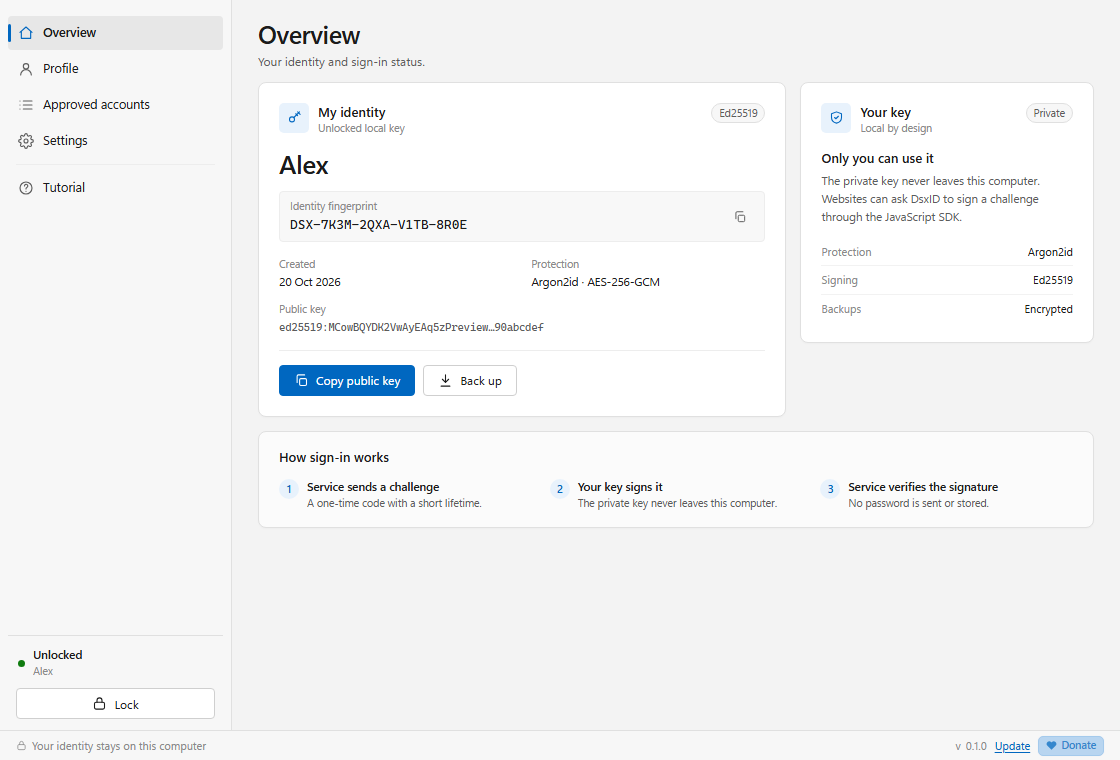 Overview
Profile
Approved accounts
Settings
Tutorial
Unlocked
Alex
Lock
Overview
Your identity and sign-in status.
My identity
Unlocked local key
Ed25519
Alex
Identity fingerprint
DSX-7K3M-2QXA-V1TB-8R0E
Created
20 Oct 2026
Protection
Argon2id · AES-256-GCM
Public key
ed25519:MCowBQYDK2VwAyEAq5zPreview…90abcdef
Copy public key
Back up
Your key
Local by design
Private
Only you can use it
The private key never leaves this computer.
Websites can ask DsxID to sign a challenge
through the JavaScript SDK.
Protection Argon2id
Signing Ed25519
Backups Encrypted
How sign-in works
1 Service sends a challenge
A one-time code with a short lifetime.
2 Your key signs it
The private key never leaves this computer.
3 Service verifies the signature
No password is sent or stored.
Your identity stays on this computer
v 0.1.0 Update Donate